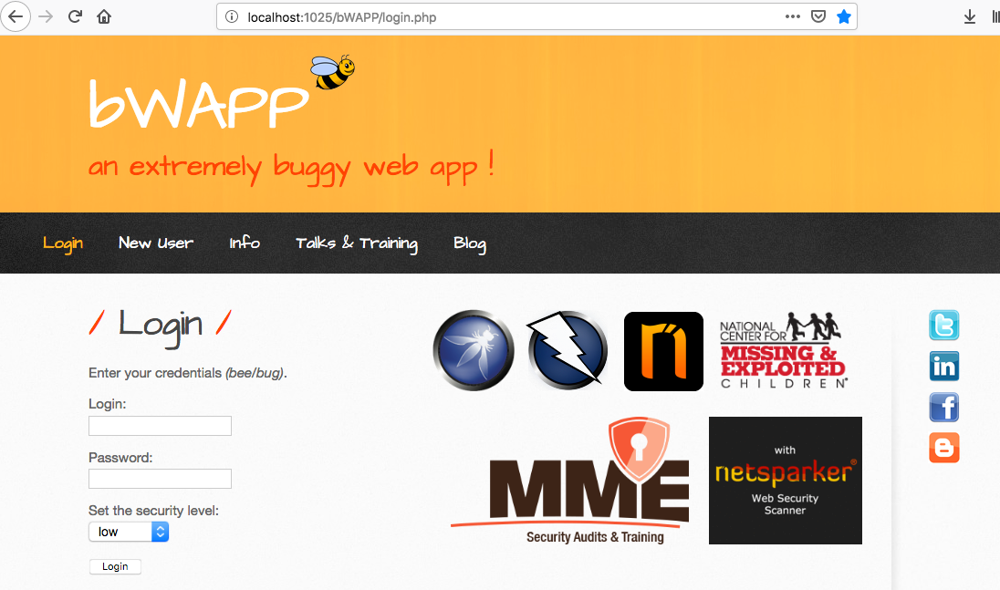 localhost:1025/bWAPP/login.php
bWAPP
an extremely buggy web app !
Login New User Info Talks & Training Blog
/ Login /
Enter your credentials (bee/bug).
Login:
Password:
Set the security level:
low
Login
n
NATIONAL
CENTER FOR
MISSING &
EXPLOITED
CHILDREN®
MME
Security Audits & Training
with
netsparker®
Web Security
Scanner
t
in
f
B